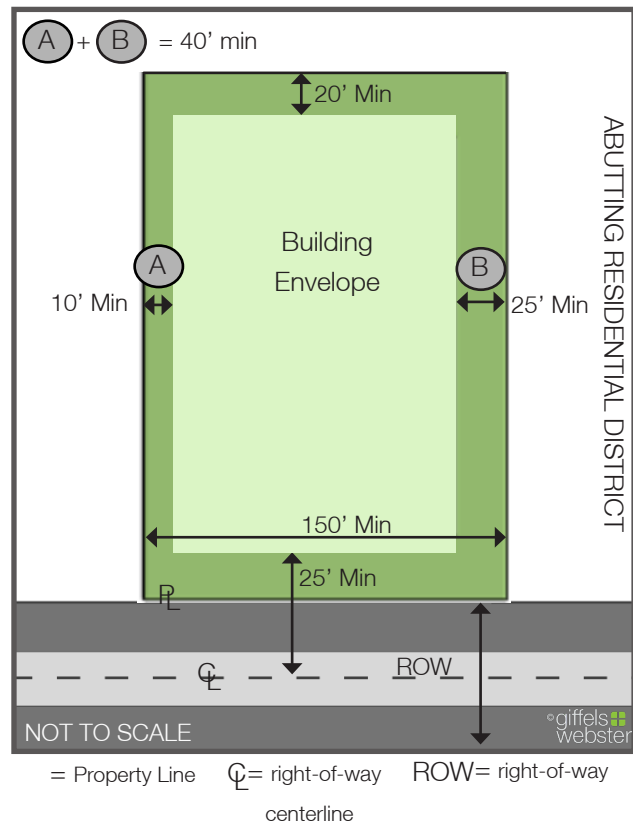 A + B = 40’ min
20’ Min
ABUTTING RESIDENTIAL DISTRICT
Building
Envelope
A
B
10’ Min
25’ Min
150’ Min
25’ Min
PL
CL
ROW
NOT TO SCALE
©giffels
webster
= Property Line CL= right-of-way ROW= right-of-way
centerline